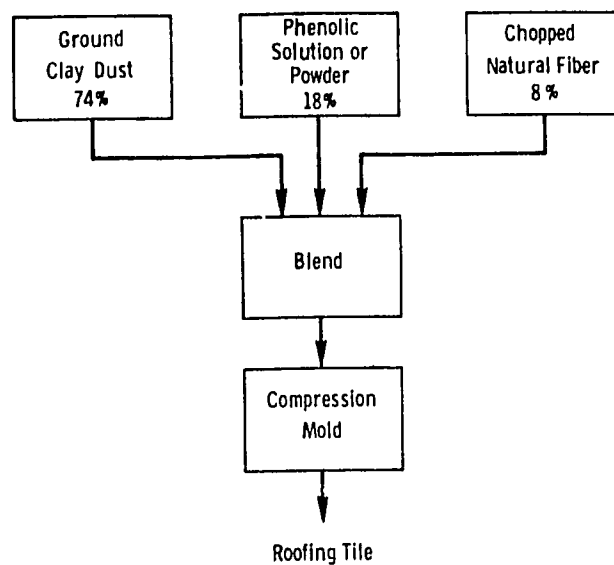 Ground
Clay Dust
74%
Phenolic
Solution or
Powder
18%
Chopped
Natural Fiber
8%
Blend
Compression
Mold
Roofing Tile